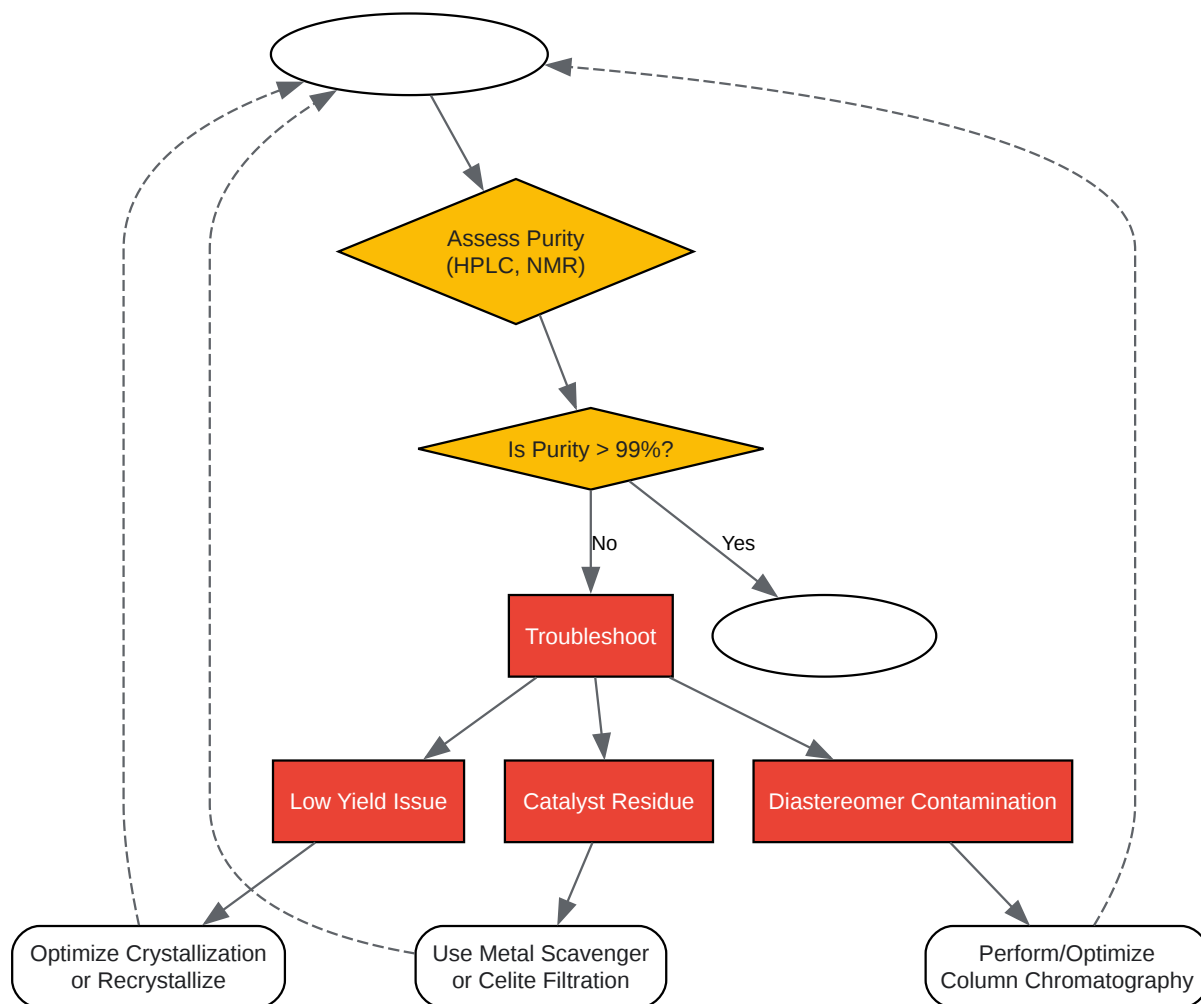 Assess Purity
(HPLC, NMR)
Is Purity > 99%?
No
Yes
Troubleshoot
Low Yield Issue
Catalyst Residue
Diastereomer Contamination
Optimize Crystallization
or Recrystallize
Use Metal Scavenger
or Celite Filtration
Perform/Optimize
Column Chromatography